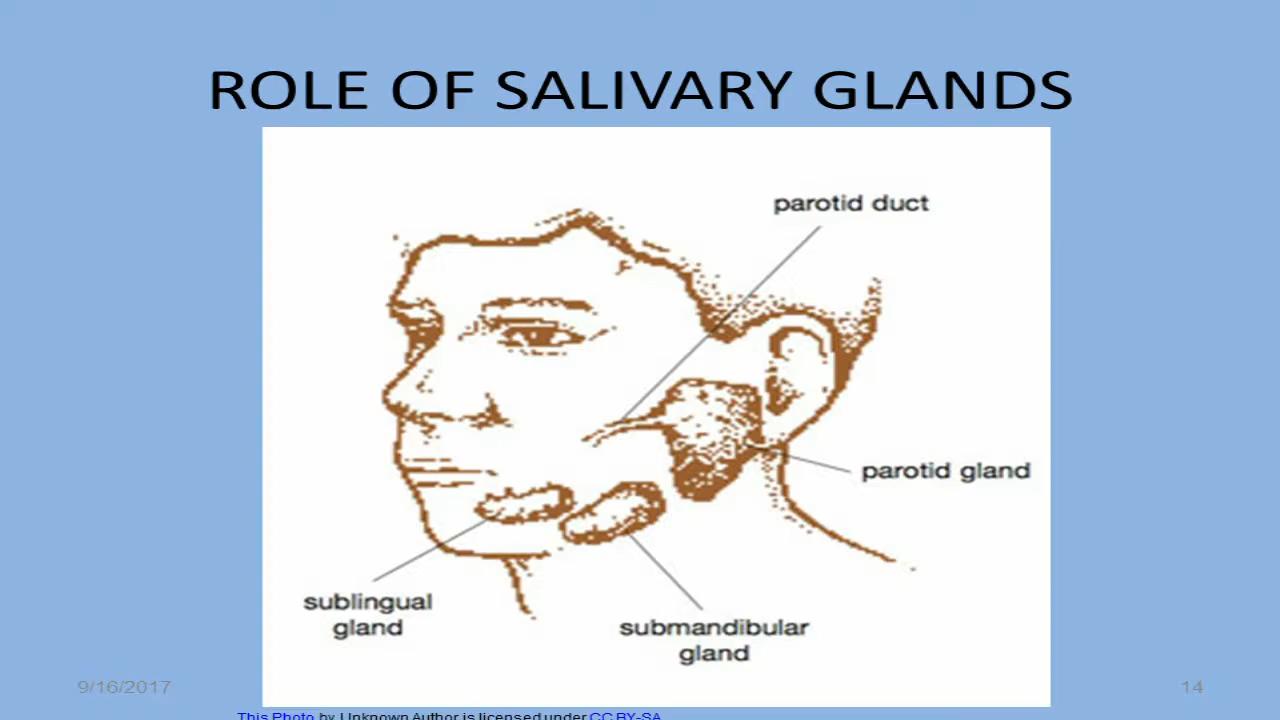 ROLE OF SALIVARY GLANDS
parotid duct
parotid gland
sublingual
gland
submandibular
gland
9/16/2017
14
This Photo by Unknown Author is licensed under CC BY-SA